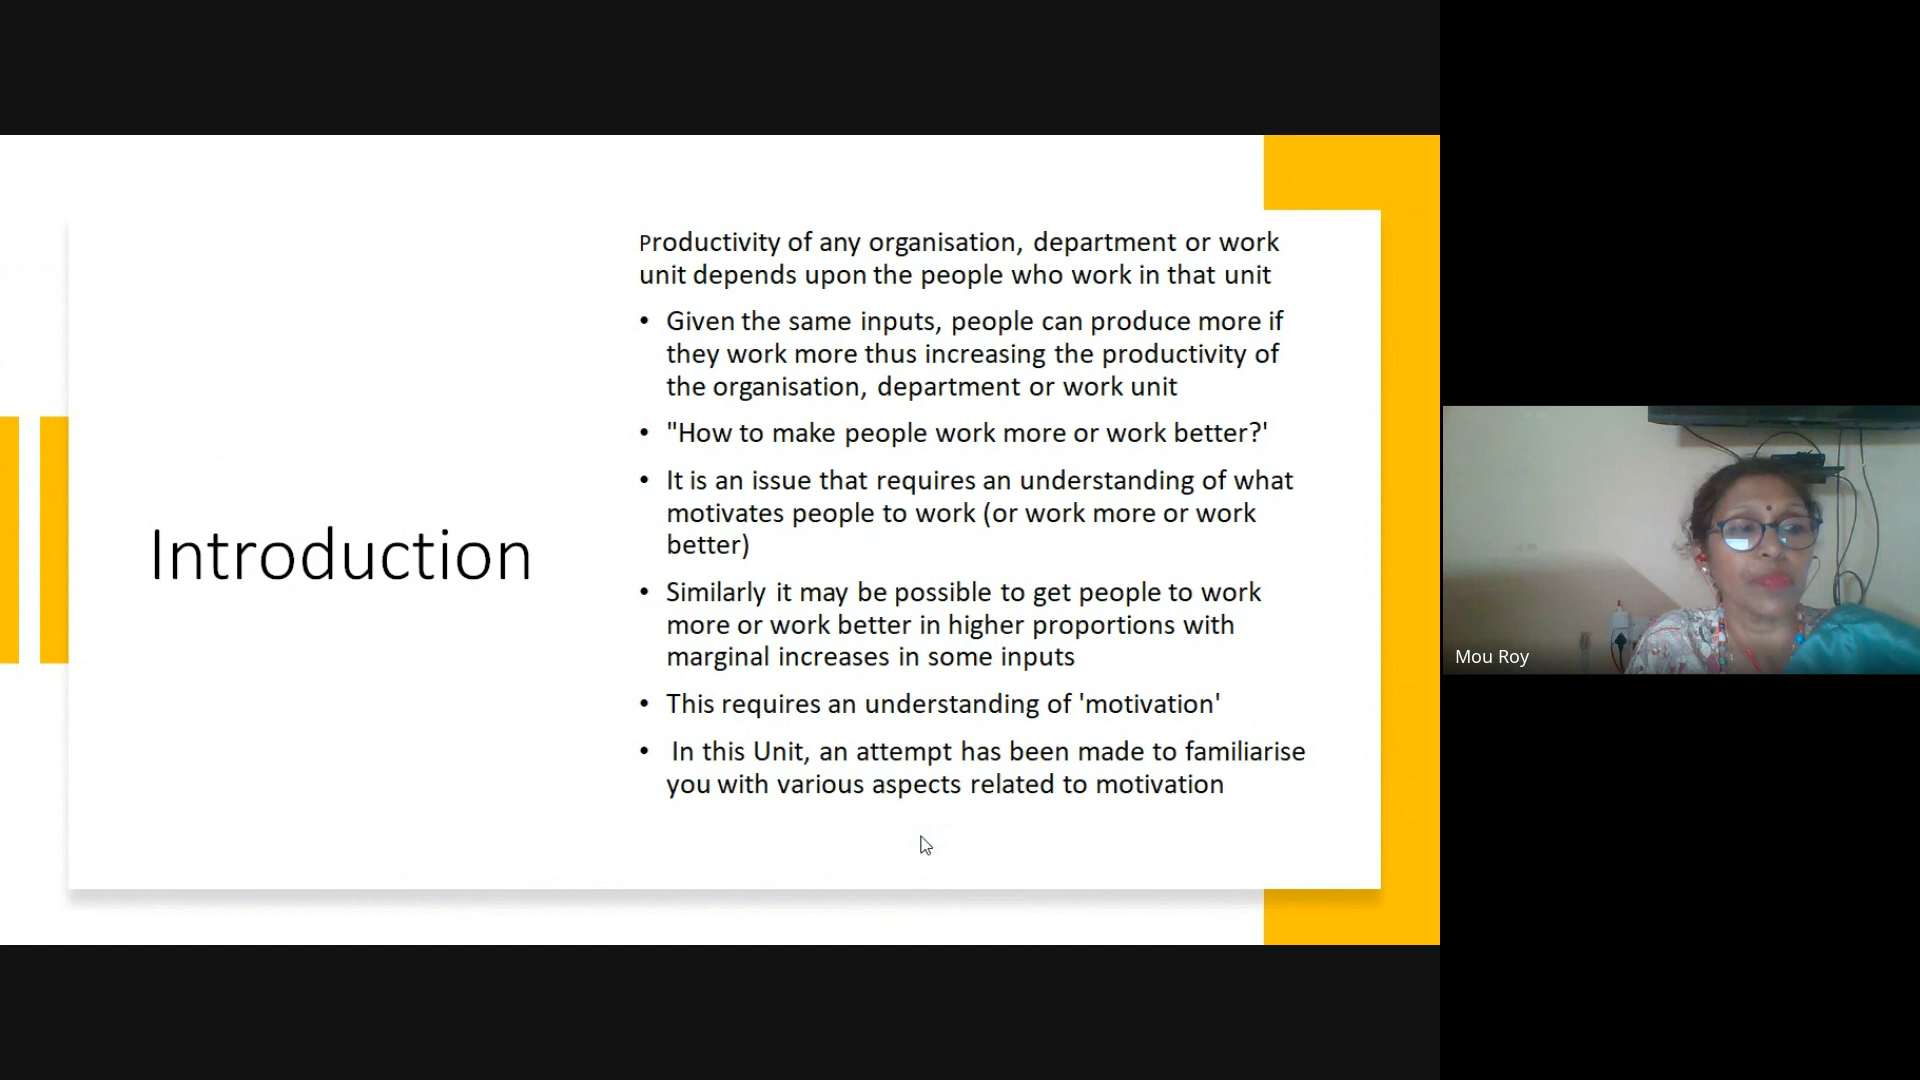 Introduction
Productivity of any organisation, department or work
unit depends upon the people who work in that unit
• Given the same inputs, people can produce more if
they work more thus increasing the productivity of
the organisation, department or work unit
• "How to make people work more or work better?'
• It is an issue that requires an understanding of what
motivates people to work (or work more or work
better)
• Similarly it may be possible to get people to work
more or work better in higher proportions with
marginal increases in some inputs
• This requires an understanding of 'motivation'
• In this Unit, an attempt has been made to familiarise
you with various aspects related to motivation
Mou Roy